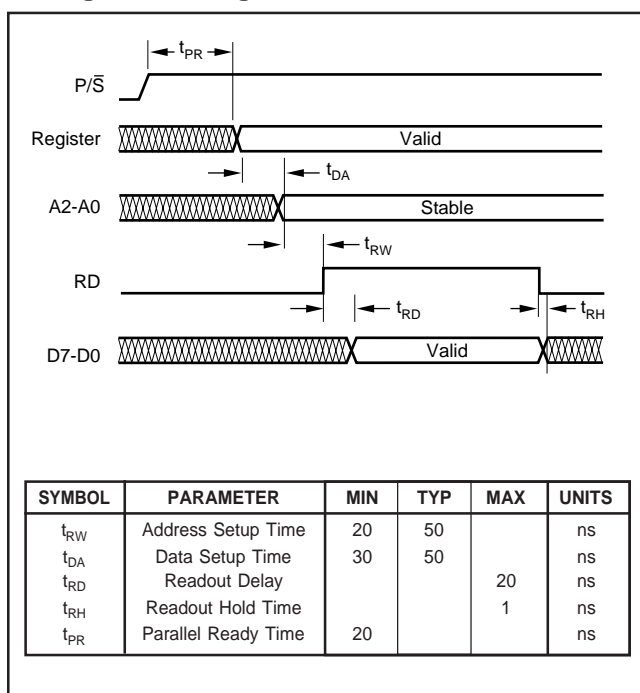 tPR
P/S̄
Register
Valid
tDA
A2-A0
Stable
tRW
RD
tRD
tRH
D7-D0
Valid
SYMBOL PARAMETER MIN TYP MAX UNITS
tRW Address Setup Time 20 50 ns
tDA Data Setup Time 30 50 ns
tRD Readout Delay 20 ns
tRH Readout Hold Time 1 ns
tPR Parallel Ready Time 20 ns